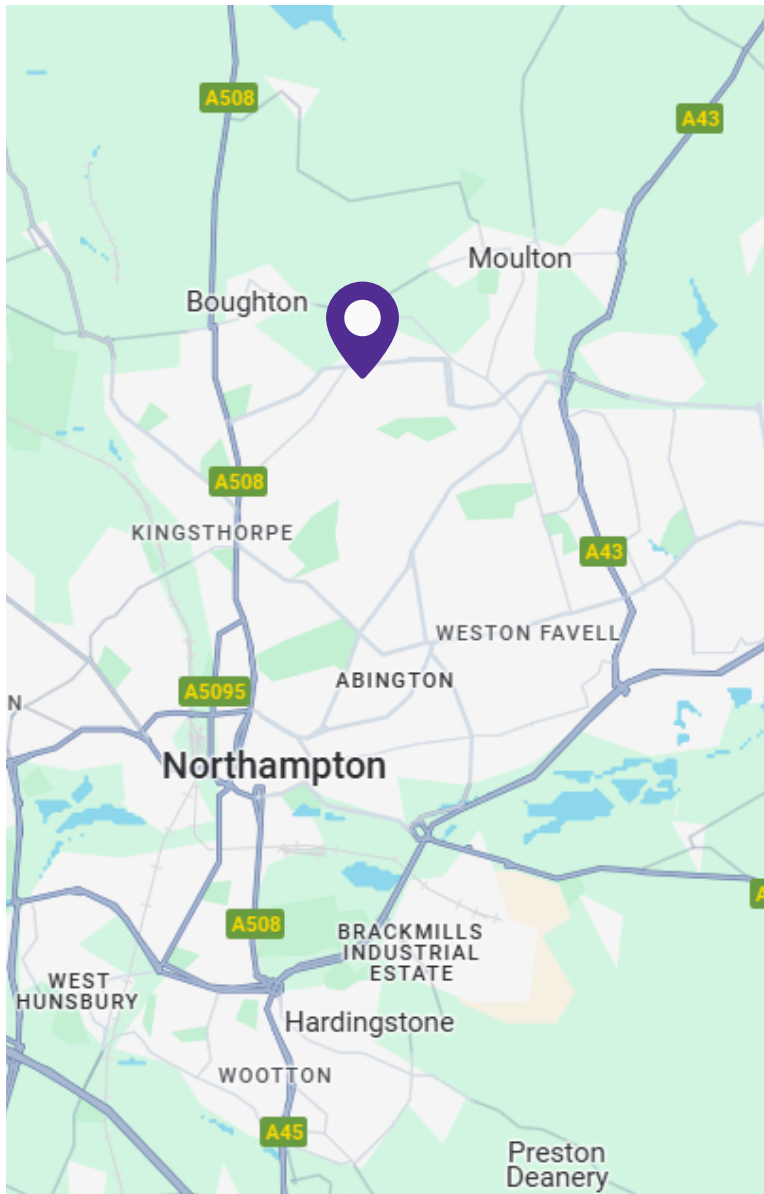 A508
A43
Moulton
Boughton
A508
KINGSTHORPE
A43
WESTON FAVELL
ABINGTON
A5095
N
Northampton
A508
BRACKMILLS
INDUSTRIAL
ESTATE
WEST
HUNSBURY
Hardingstone
WOOTTON
A45
Preston
Deanery